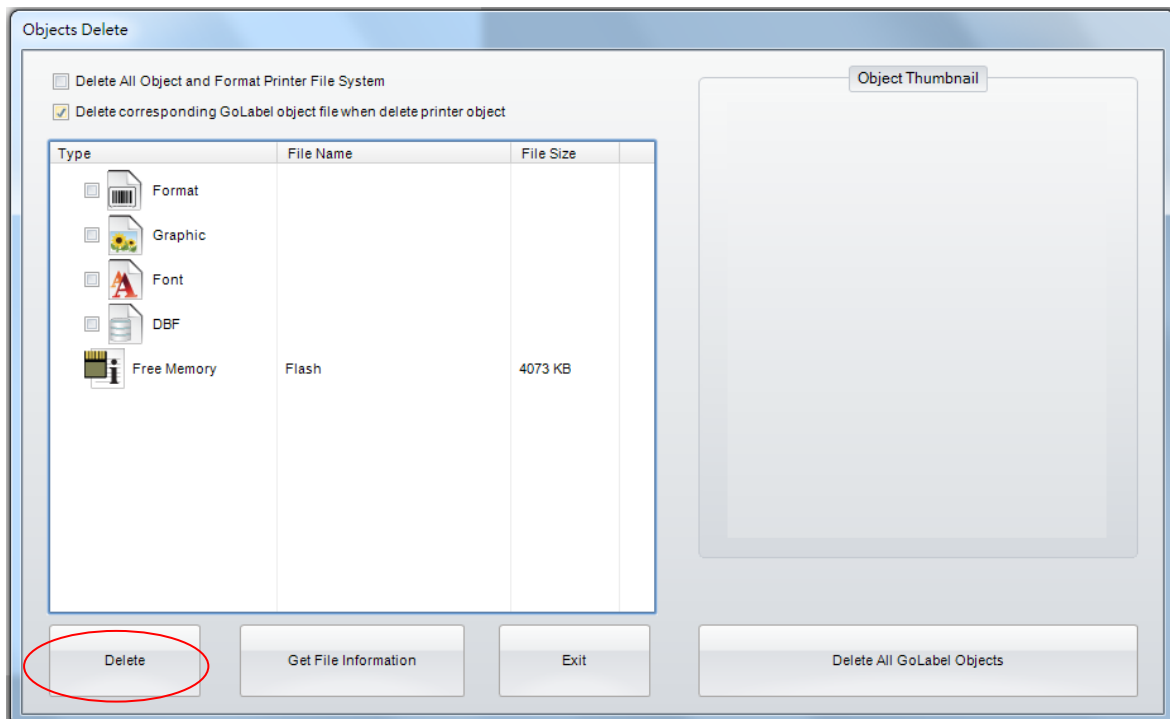 Objects Delete
Delete All Object and Format Printer File System
Delete corresponding GoLabel object file when delete printer object
Object Thumbnail
Type File Name File Size
Format
Graphic
Font
DBF
Free Memory Flash 4073 KB
Delete Get File Information Exit Delete All GoLabel Objects